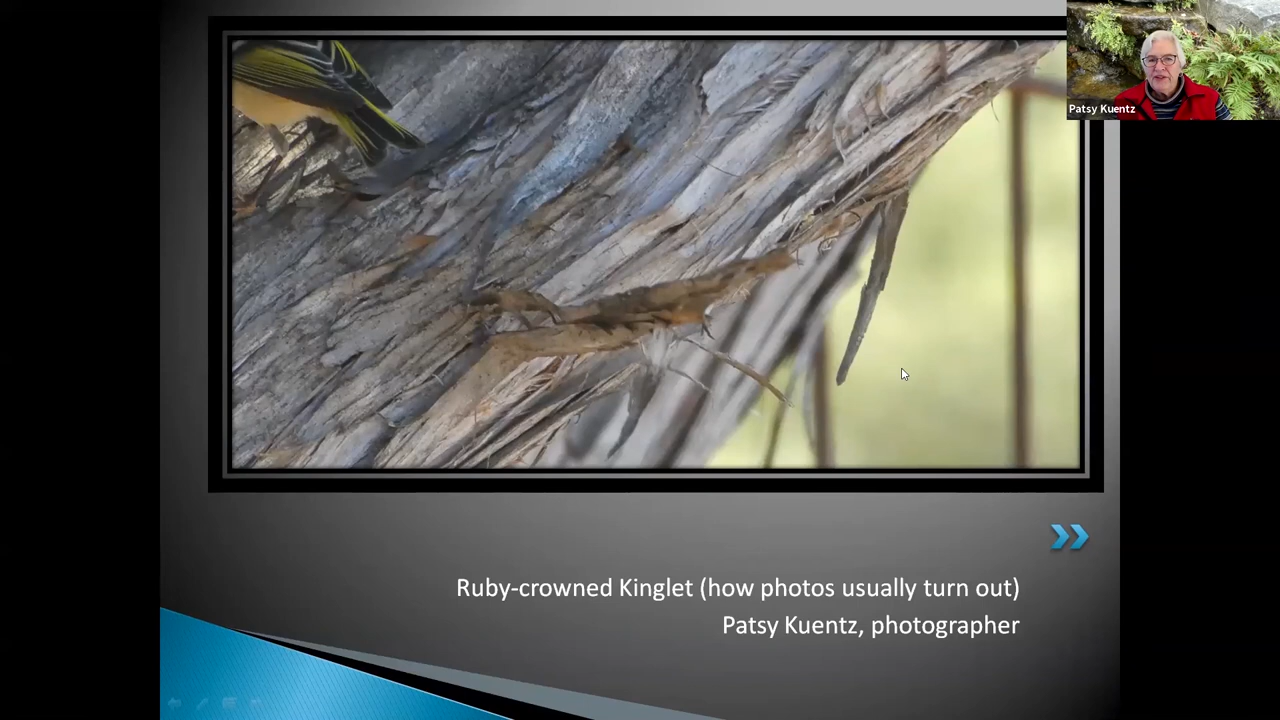 Patsy Kuentz
Ruby-crowned Kinglet (how photos usually turn out)
Patsy Kuentz, photographer